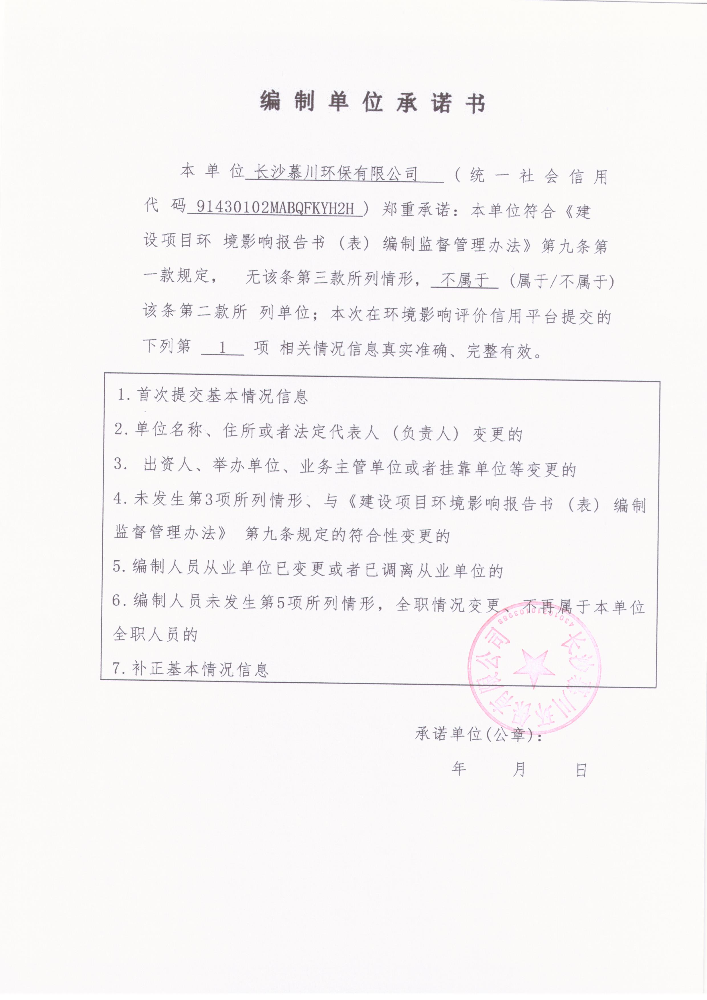 编制单位承诺书
本单位 长沙慕川环保有限公司 (统一社会信用
代码 91430102MABQFKYH2H ) 郑重承诺：本单位符合《建
设项目环 境影响报告书 (表) 编制监督管理办法》第九条第
一款规定， 无该条第三款所列情形， 不属于 (属于/不属于)
该条第二款所 列单位；本次在环境影响评价信用平台提交的
下列第 1 项 相关情况信息真实准确、完整有效。
1. 首次提交基本情况信息
2. 单位名称、住所或者法定代表人 (负责人) 变更的
3. 出资人、举办单位、业务主管单位或者挂靠单位等变更的
4. 未发生第3项所列情形、与《建设项目环境影响报告书 (表) 编制
监督管理办法》 第九条规定的符合性变更的
5. 编制人员从业单位已变更或者已调离从业单位的
6. 编制人员未发生第5项所列情形，全职情况变更、不再属于本单位
全职人员的
7. 补正基本情况信息
长沙慕川环保有限公司
43010210103988
承诺单位(公章)：
年 月 日